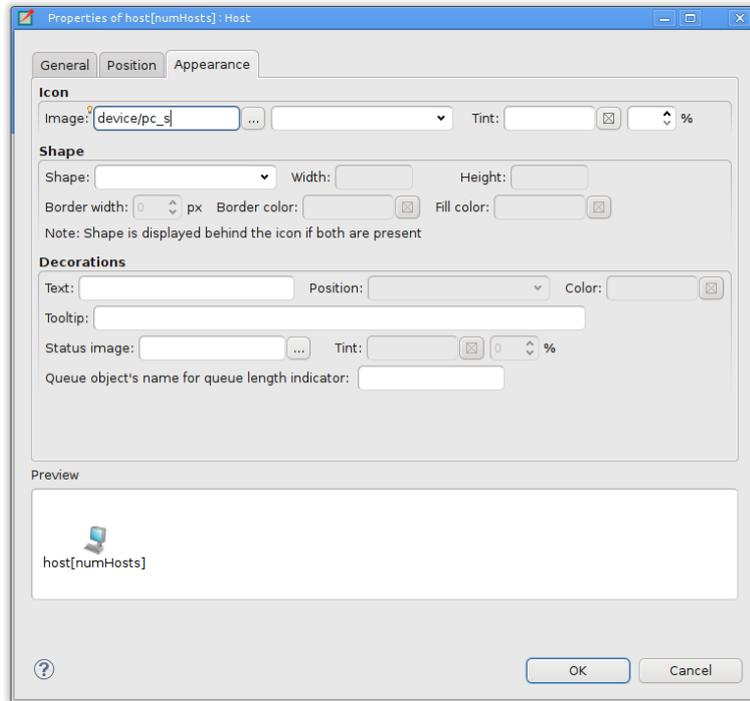 Properties of host[numHosts] : Host
General Position Appearance
Icon
Image: device/pc_s ... Tint: %
Shape
Shape: Width: Height:
Border width: 0 px Border color: Fill color:
Note: Shape is displayed behind the icon if both are present
Decorations
Text: Position: Color:
Tooltip:
Status image: ... Tint: 0 %
Queue object's name for queue length indicator:
Preview
host[numHosts]
? OK Cancel